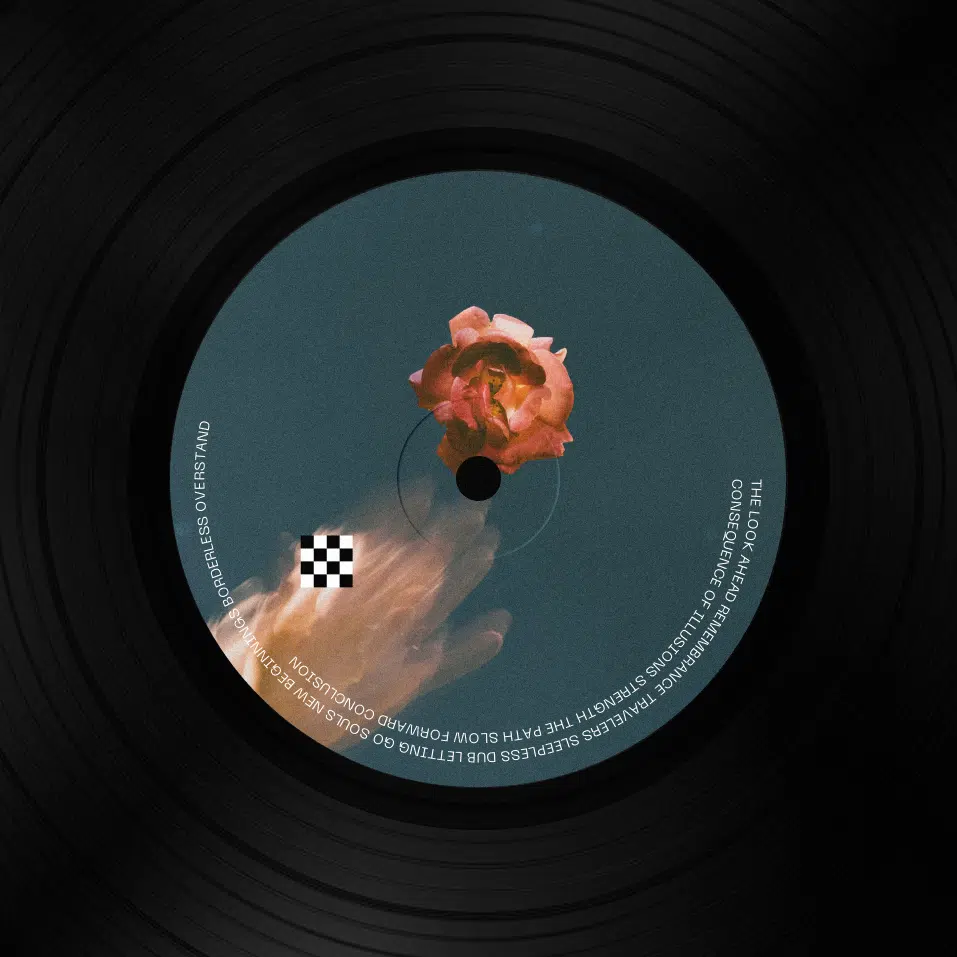 THE LOOK AHEAD REMEMBRANCE TRAVELERS SLEEPLESS DUB LETTING GO SOULS NEW BEGINNINGS BORDERLESS OVERSTAND
CONSEQUENCE OF ILLUSIONS STRENGTH THE PATH SLOW FORWARD CONCLUSION